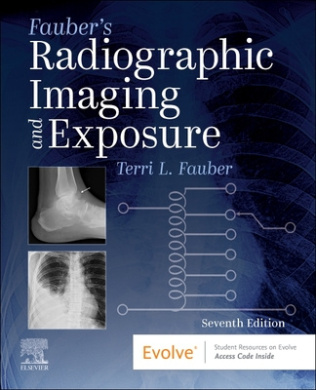 Fauber's
Radiographic
Imaging
and Exposure
Terri L. Fauber
Seventh Edition
ELSEVIER
Evolve®
Student Resources on Evolve
Access Code Inside